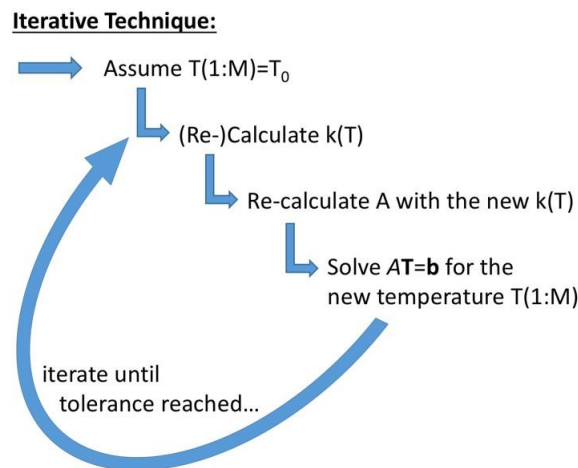 Iterative Technique:
Assume T(1:M)=T₀
(Re-)Calculate k(T)
Re-calculate A with the new k(T)
Solve AT=b for the
new temperature T(1:M)
iterate until
tolerance reached...